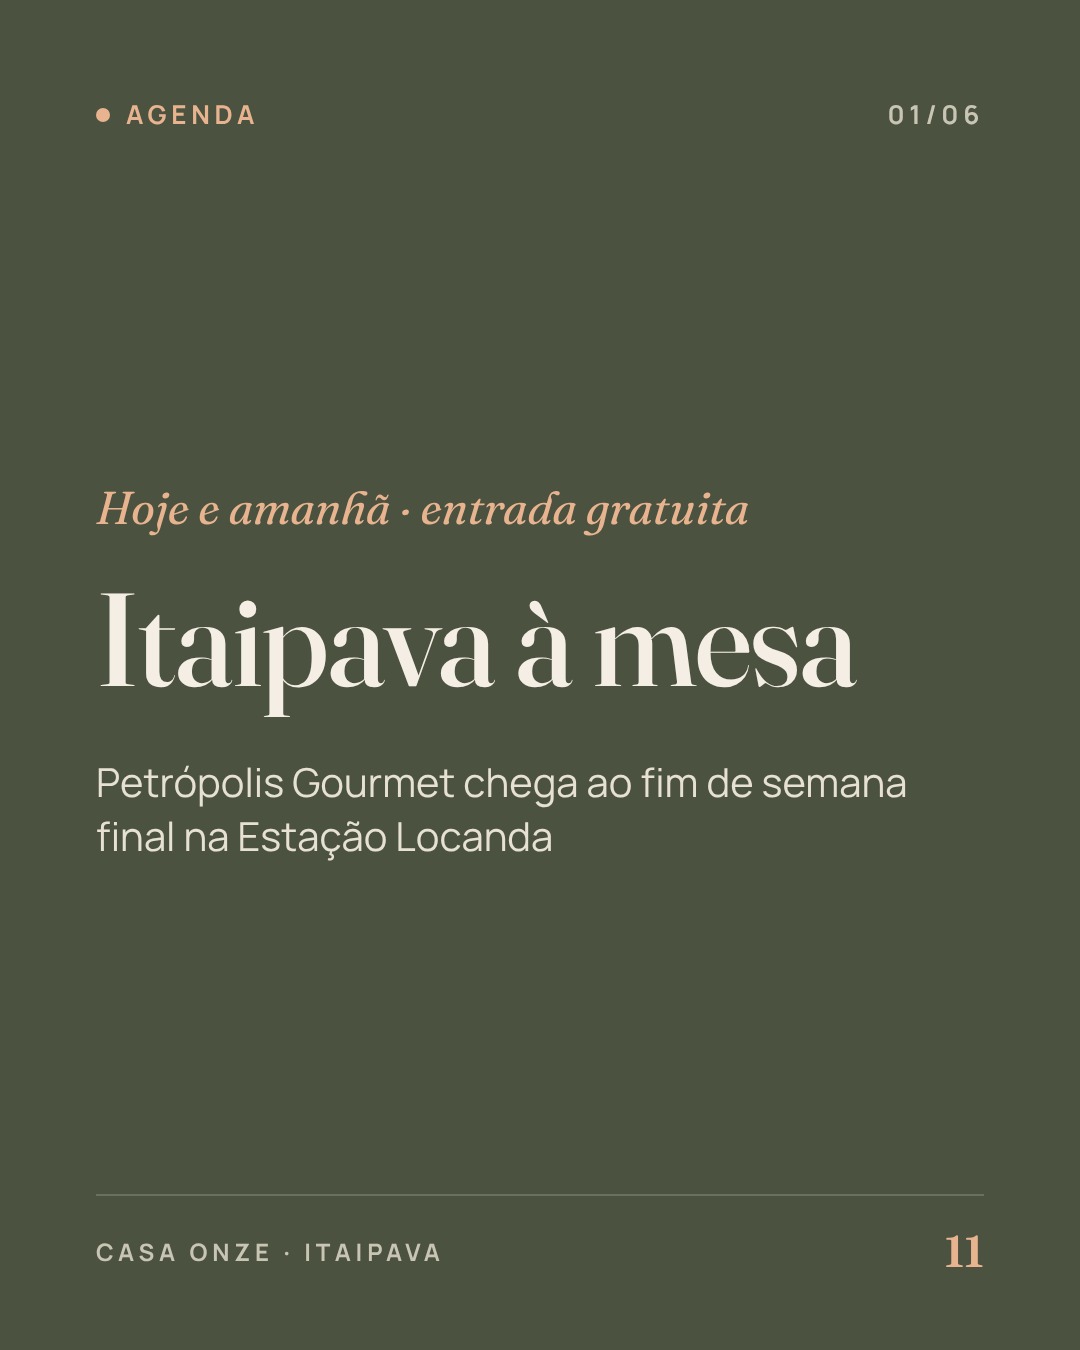 AGENDA
01/06
Hoje e amanhã · entrada gratuita
Itaipava à mesa
Petrópolis Gourmet chega ao fim de semana
final na Estação Locanda
CASA ONZE · ITAIPAVA
11